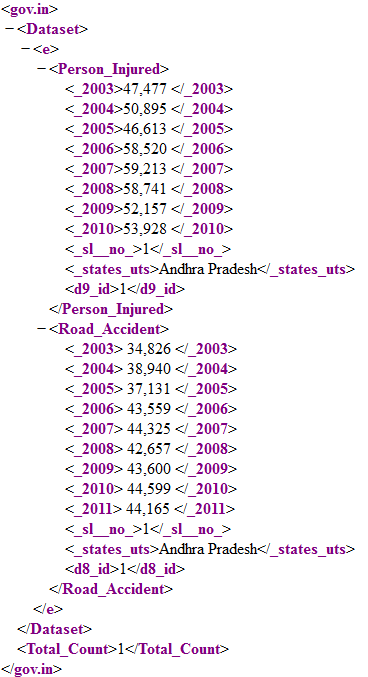 <gov.in>
−<Dataset>
−<e>
−<Person_Injured>
<_2003>47,477 </_2003>
<_2004>50,895 </_2004>
<_2005>46,613 </_2005>
<_2006>58,520 </_2006>
<_2007>59,213 </_2007>
<_2008>58,741 </_2008>
<_2009>52,157 </_2009>
<_2010>53,928 </_2010>
<_sl__no_>1</_sl__no_>
<_states_uts>Andhra Pradesh</_states_uts>
<d9_id>1</d9_id>
</Person_Injured>
−<Road_Accident>
<_2003> 34,826 </_2003>
<_2004> 38,940 </_2004>
<_2005> 37,131 </_2005>
<_2006> 43,559 </_2006>
<_2007> 44,325 </_2007>
<_2008> 42,657 </_2008>
<_2009> 43,600 </_2009>
<_2010> 44,599 </_2010>
<_2011> 44,165 </_2011>
<_sl__no_>1</_sl__no_>
<_states_uts>Andhra Pradesh</_states_uts>
<d8_id>1</d8_id>
</Road_Accident>
</e>
</Dataset>
<Total_Count>1</Total_Count>
</gov.in>